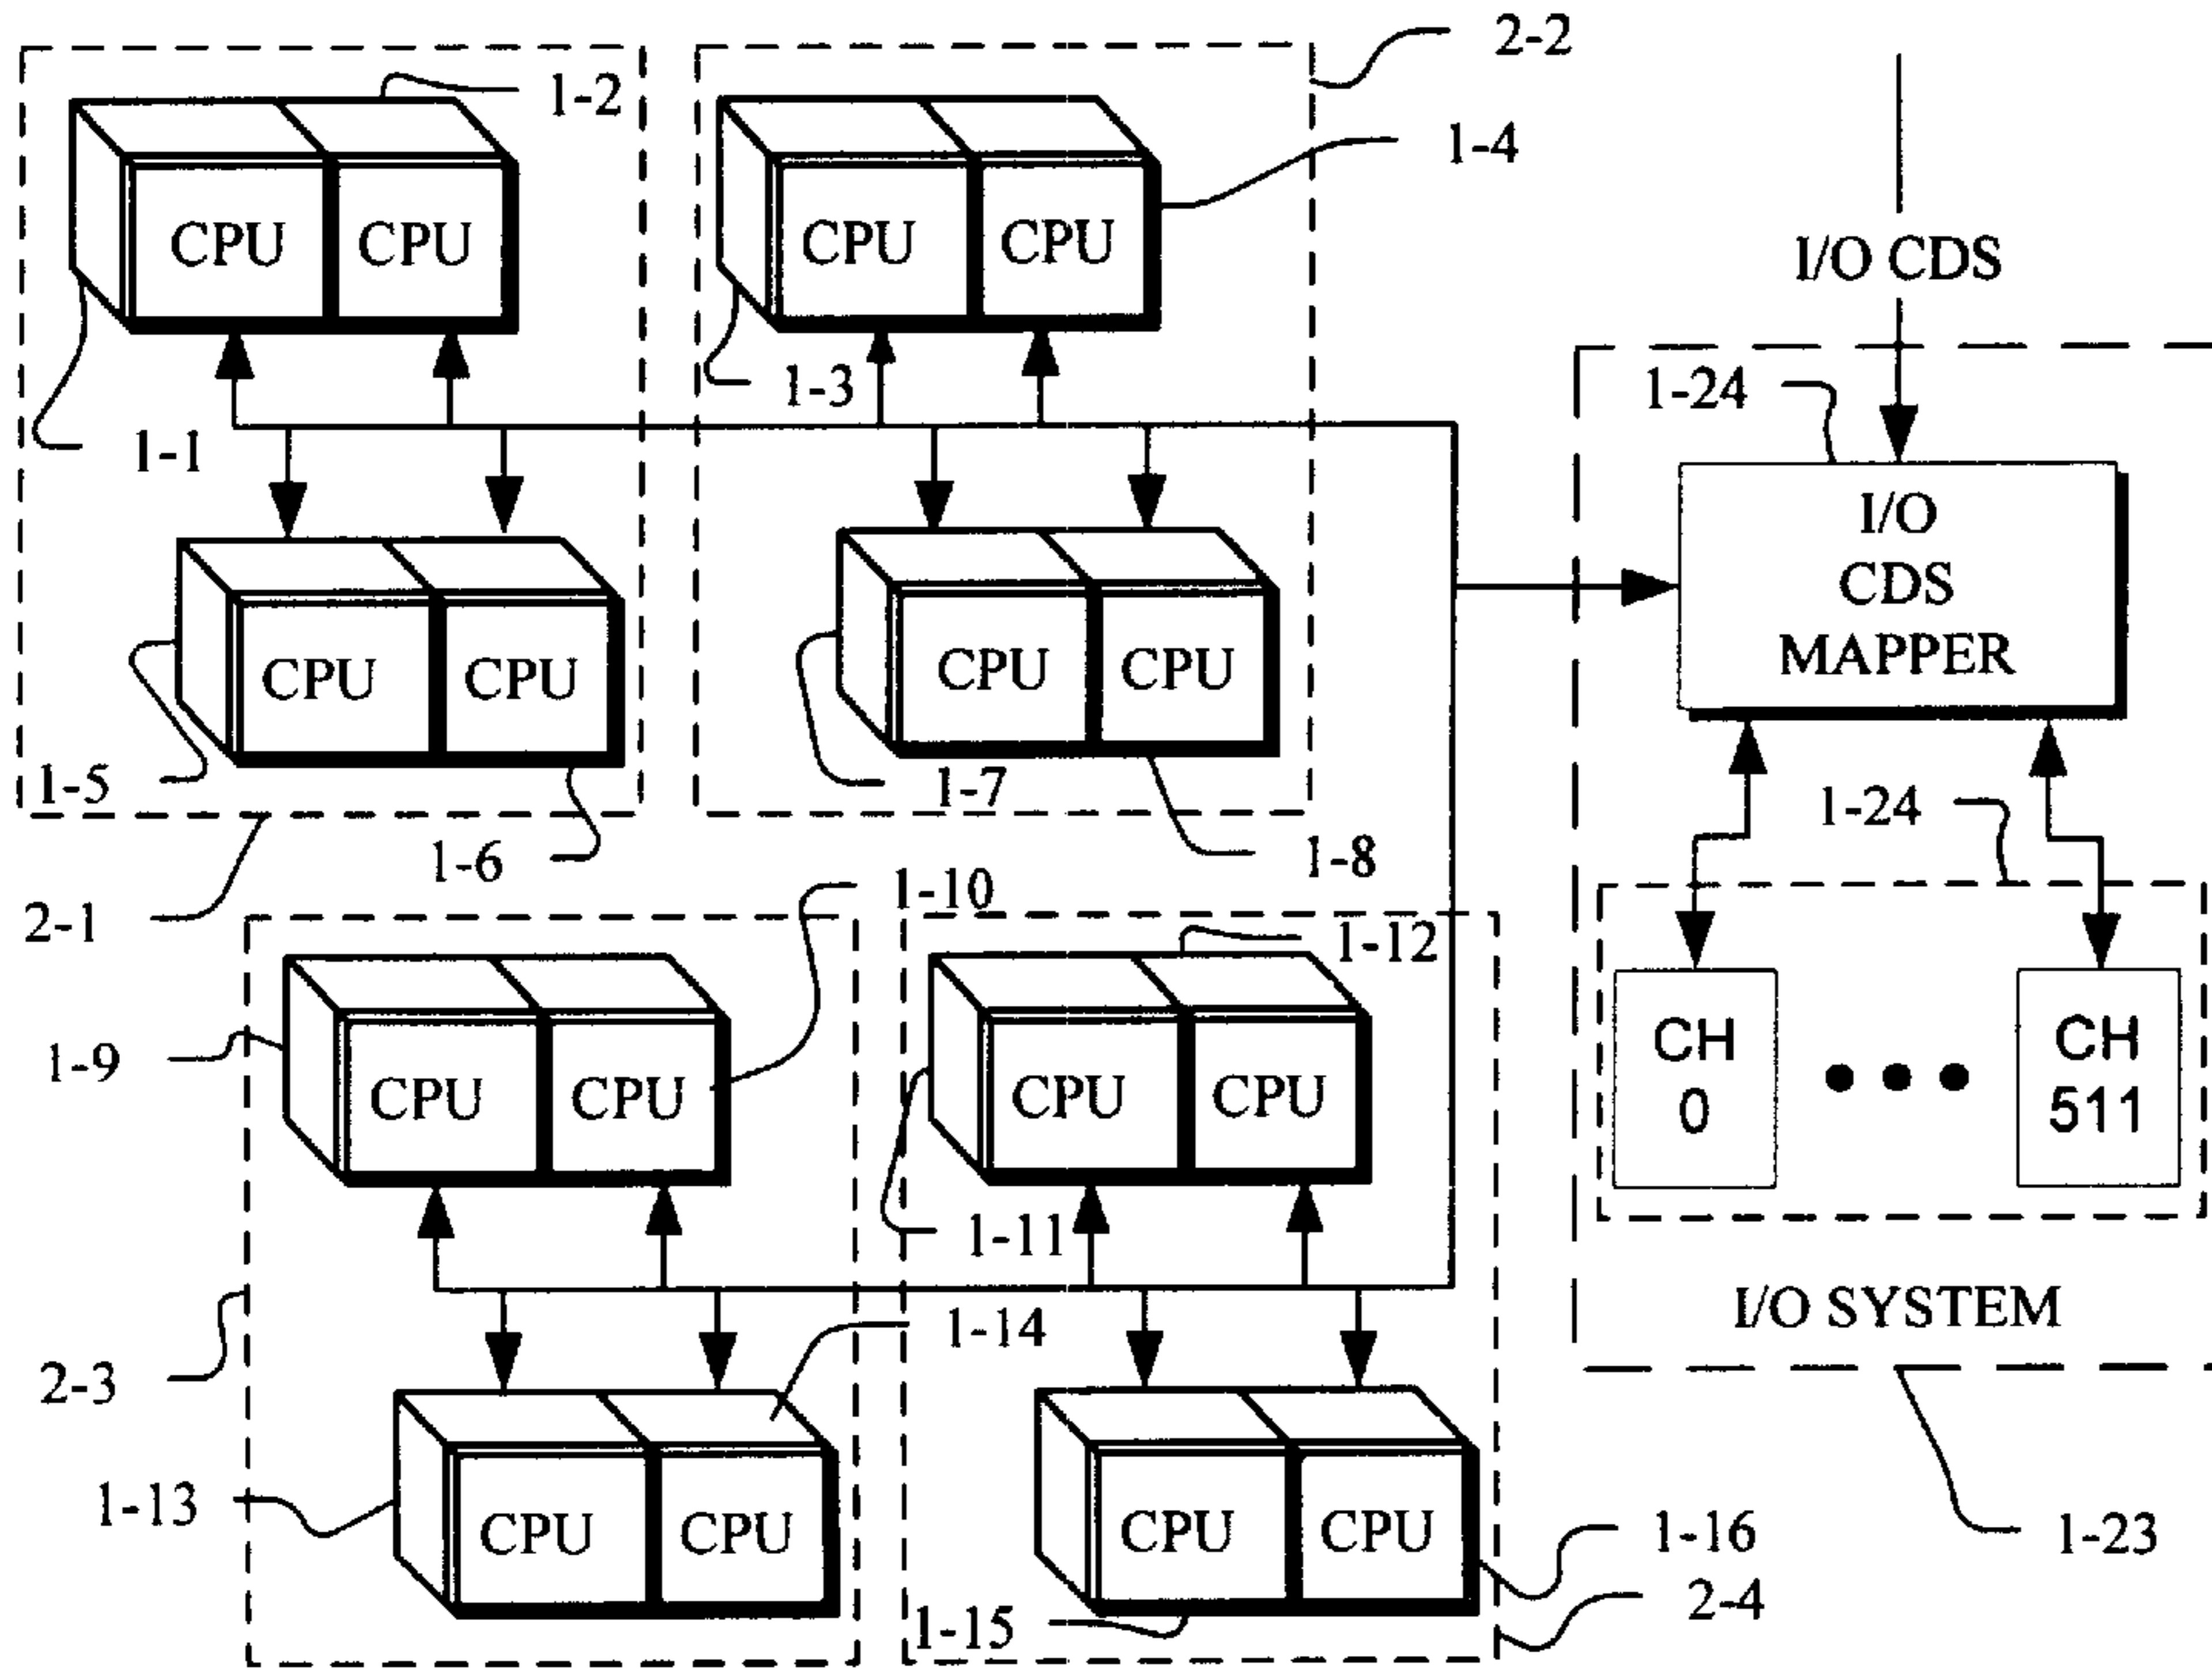 2-2
1-2
1-4
CPU CPU
CPU CPU
I/O CDS
1-3
1-24
1-1
I/O
CDS
MAPPER
CPU CPU
CPU CPU
1-5
1-7
1-24
1-6
1-8
2-1
1-10
1-12
1-9
CPU CPU
CPU CPU
CH
0
CH
511
1-11
I/O SYSTEM
1-14
2-3
1-13
CPU CPU
CPU CPU
1-16
1-23
2-4
1-15